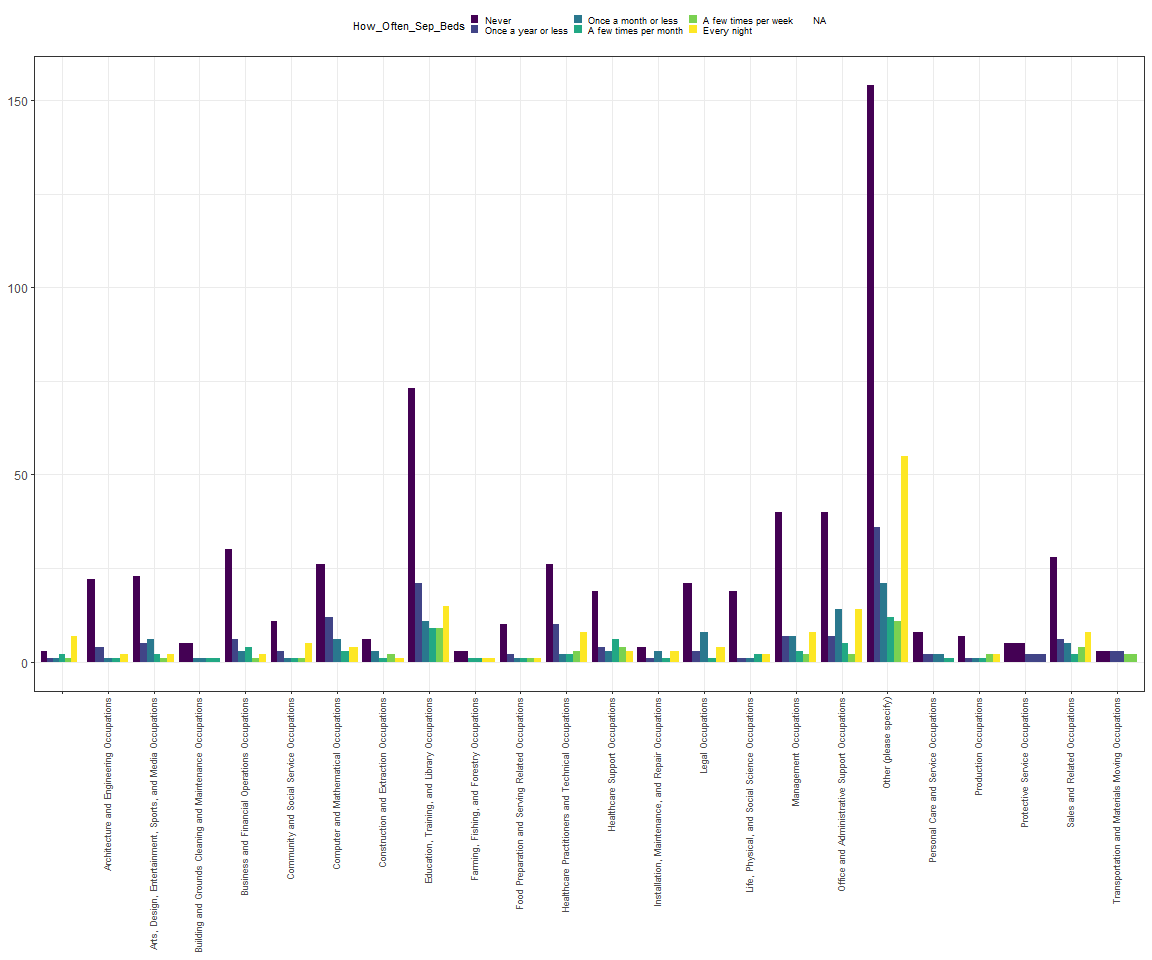 How_Often_Sep_Beds
Never
Once a year or less
Once a month or less
A few times per month
A few times per week
Every night
NA
150
100
50
0
Architecture and Engineering Occupations
Arts, Design, Entertainment, Sports, and Media Occupations
Building and Grounds Cleaning and Maintenance Occupations
Business and Financial Operations Occupations
Community and Social Service Occupations
Computer and Mathematical Occupations
Construction and Extraction Occupations
Education, Training, and Library Occupations
Farming, Fishing, and Forestry Occupations
Food Preparation and Serving Related Occupations
Healthcare Practitioners and Technical Occupations
Healthcare Support Occupations
Installation, Maintenance, and Repair Occupations
Legal Occupations
Life, Physical, and Social Science Occupations
Management Occupations
Office and Administrative Support Occupations
Other (please specify)
Personal Care and Service Occupations
Production Occupations
Protective Service Occupations
Sales and Related Occupations
Transportation and Materials Moving Occupations